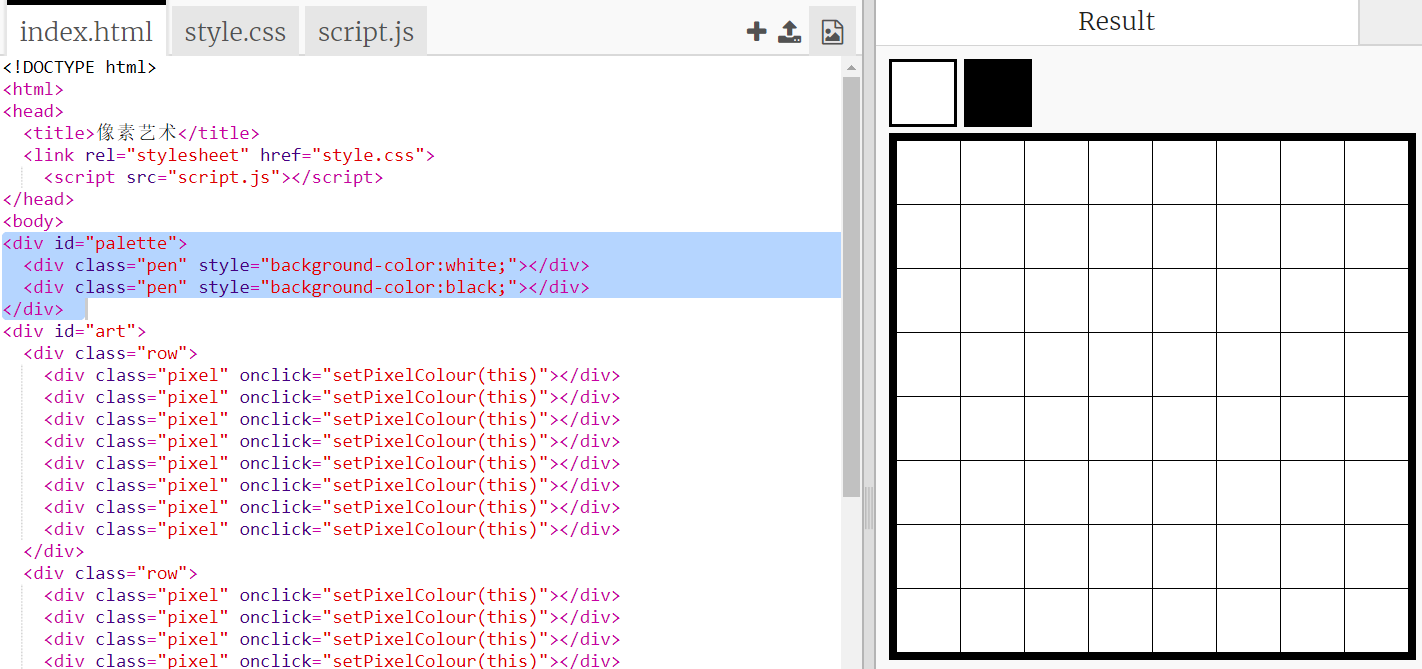 index.html style.css script.js
Result
<!DOCTYPE html>
<html>
<head>
  <title>像素艺术</title>
  <link rel="stylesheet" href="style.css">
    <script src="script.js"></script>
</head>
<body>
<div id="palette">
  <div class="pen" style="background-color:white;"></div>
  <div class="pen" style="background-color:black;"></div>
</div>
<div id="art">
  <div class="row">
    <div class="pixel" onclick="setPixelColour(this)"></div>
    <div class="pixel" onclick="setPixelColour(this)"></div>
    <div class="pixel" onclick="setPixelColour(this)"></div>
    <div class="pixel" onclick="setPixelColour(this)"></div>
    <div class="pixel" onclick="setPixelColour(this)"></div>
    <div class="pixel" onclick="setPixelColour(this)"></div>
    <div class="pixel" onclick="setPixelColour(this)"></div>
    <div class="pixel" onclick="setPixelColour(this)"></div>
  </div>
  <div class="row">
    <div class="pixel" onclick="setPixelColour(this)"></div>
    <div class="pixel" onclick="setPixelColour(this)"></div>
    <div class="pixel" onclick="setPixelColour(this)"></div>
    <div class="pixel" onclick="setPixelColour(this)"></div>